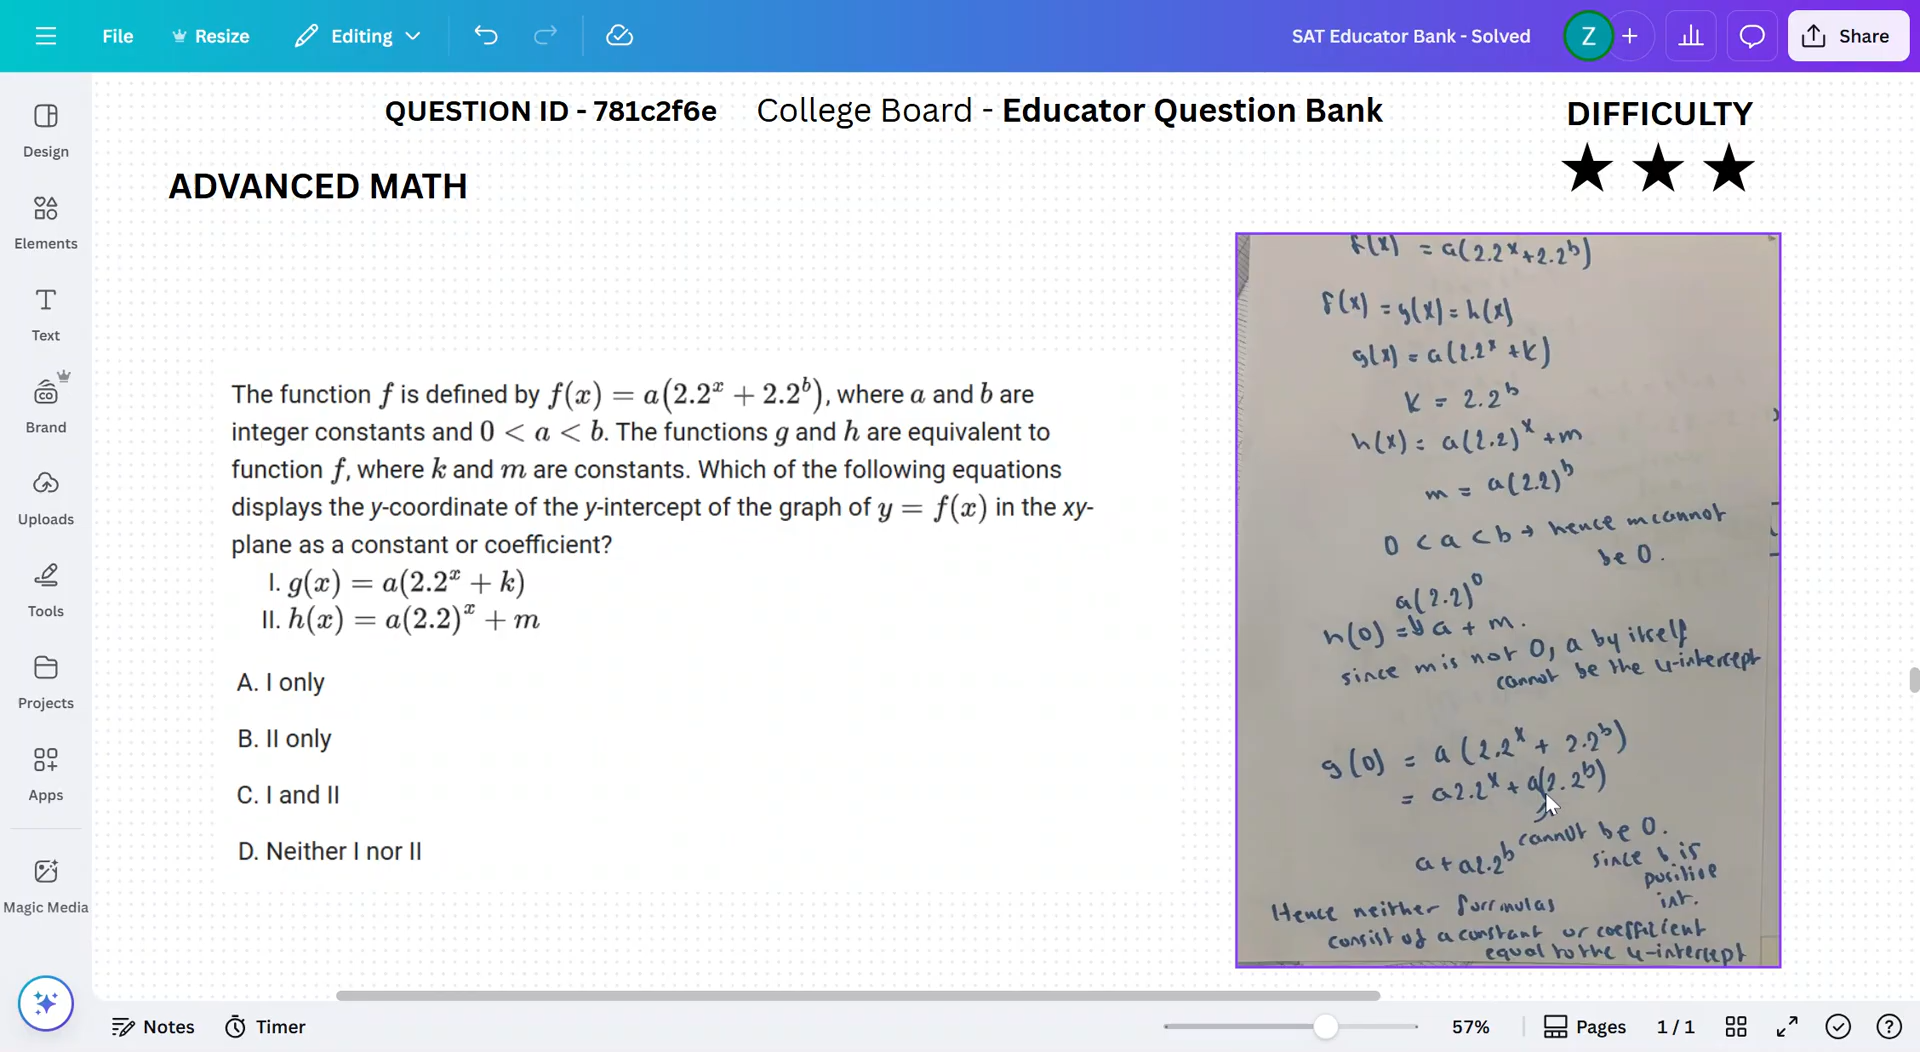 File
Resize
Editing
SAT Educator Bank - Solved
Z
Share
Design
Elements
Text
Brand
Uploads
Tools
Projects
Apps
Magic Media
QUESTION ID - 781c2f6e
College Board - Educator Question Bank
DIFFICULTY
ADVANCED MATH
The function f is defined by f(x) = a(2.2^x + 2.2^b), where a and b are
integer constants and 0 < a < b. The functions g and h are equivalent to
function f, where k and m are constants. Which of the following equations
displays the y-coordinate of the y-intercept of the graph of y = f(x) in the xy-
plane as a constant or coefficient?
I. g(x) = a(2.2^x + k)
II. h(x) = a(2.2)^x + m
A. I only
B. II only
C. I and II
D. Neither I nor II
f(x) = a(2.2^x + 2.2^b)
f(x) = g(x) = h(x)
g(x) = a(2.2^x + k)
K = 2.2^b
h(x) = a(2.2)^x + m
m = a(2.2)^b
0 < a < b → hence m cannot
be 0.
a(2.2)^0
h(0) = a + m.
since m is not 0, a by itself
cannot be the y-intercept
g(0) = a(2.2^x + 2.2^b)
= a2.2^x + a(2.2^b)
cannot be 0.
a + a2.2^b
since b is
positive
int.
Hence neither formulas
consist of a constant or coefficient
equal to the y-intercept
Notes
Timer
57%
Pages
1 / 1